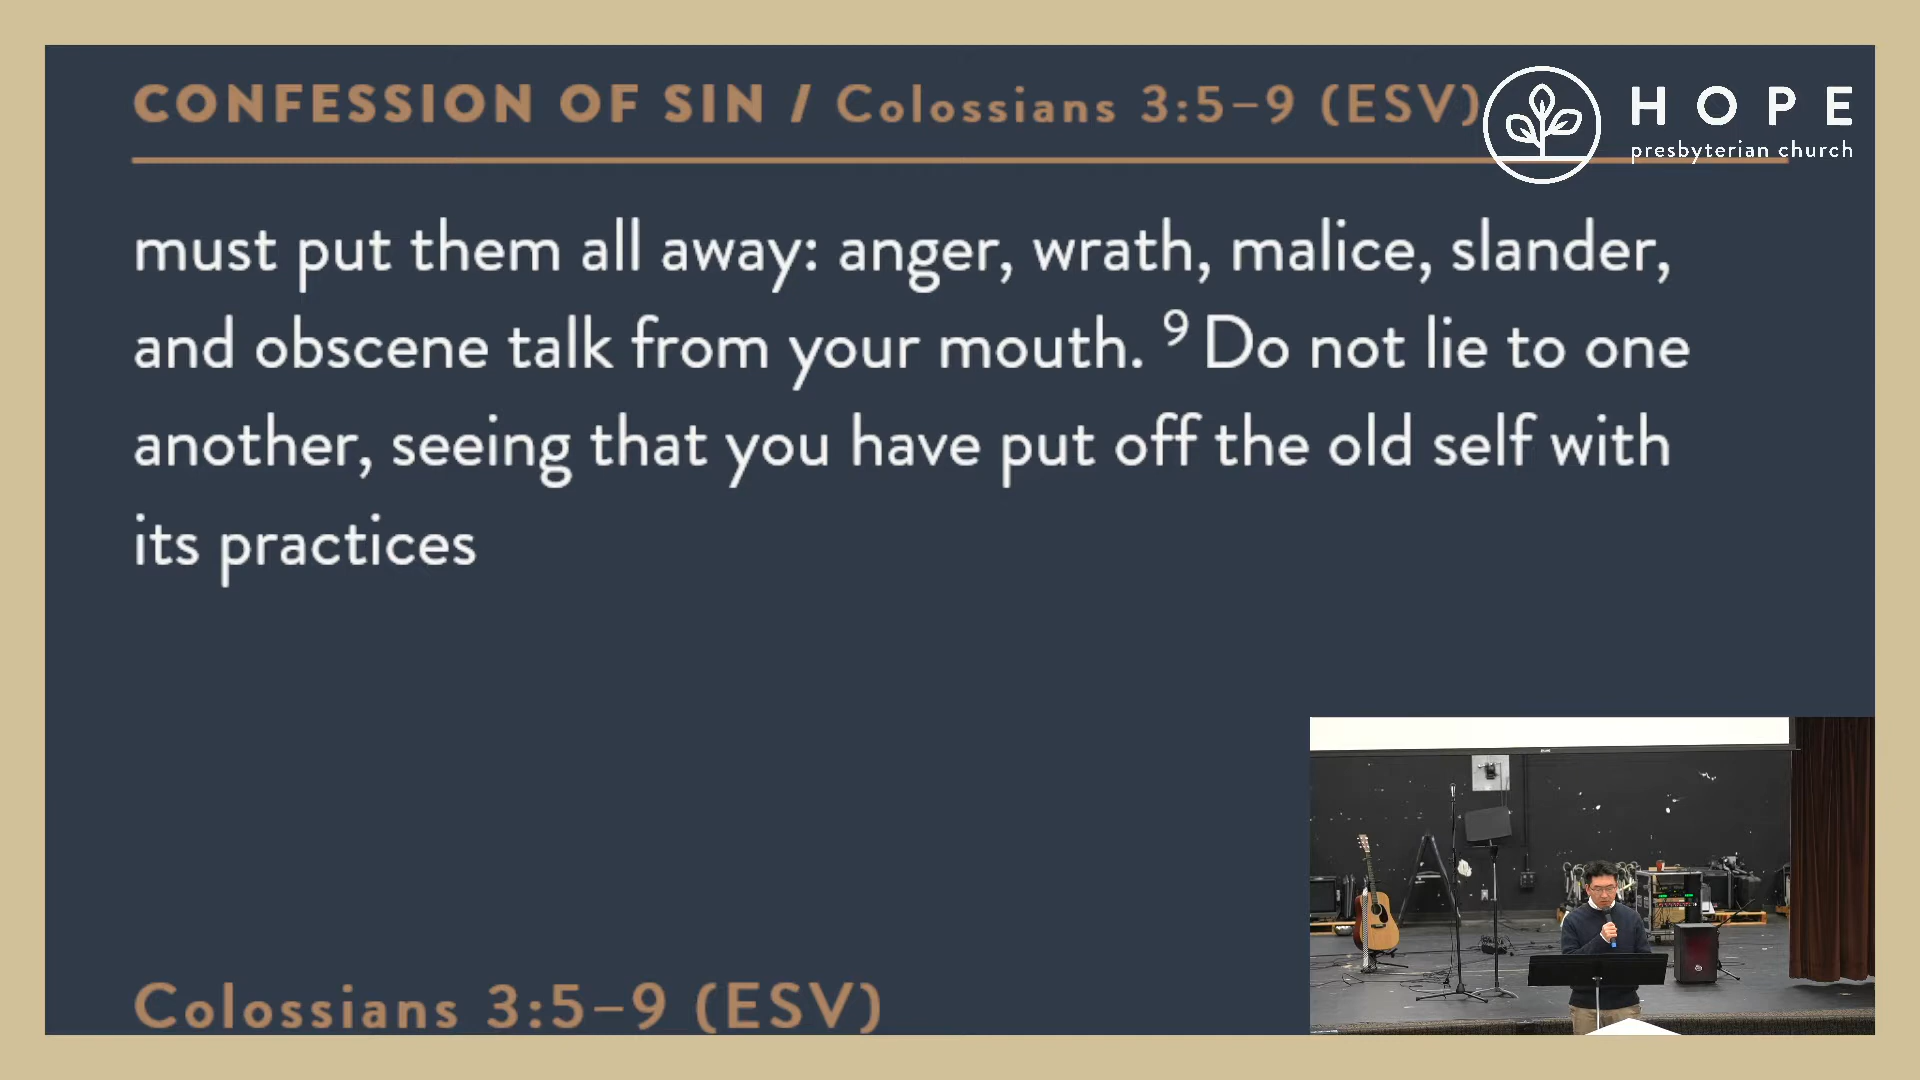 CONFESSION OF SIN / Colossians 3:5–9 (ESV)
HOPE
presbyterian church
must put them all away: anger, wrath, malice, slander,
and obscene talk from your mouth. ⁹ Do not lie to one
another, seeing that you have put off the old self with
its practices
Colossians 3:5–9 (ESV)